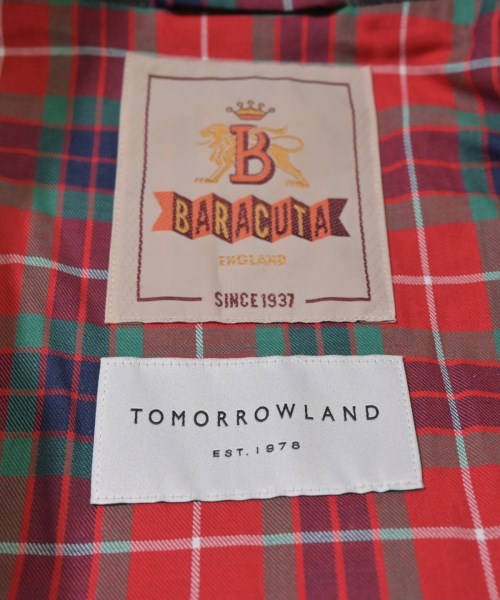 B
BARACUTA
ENGLAND
SINCE 1937
TOMORROWLAND
EST. 1978